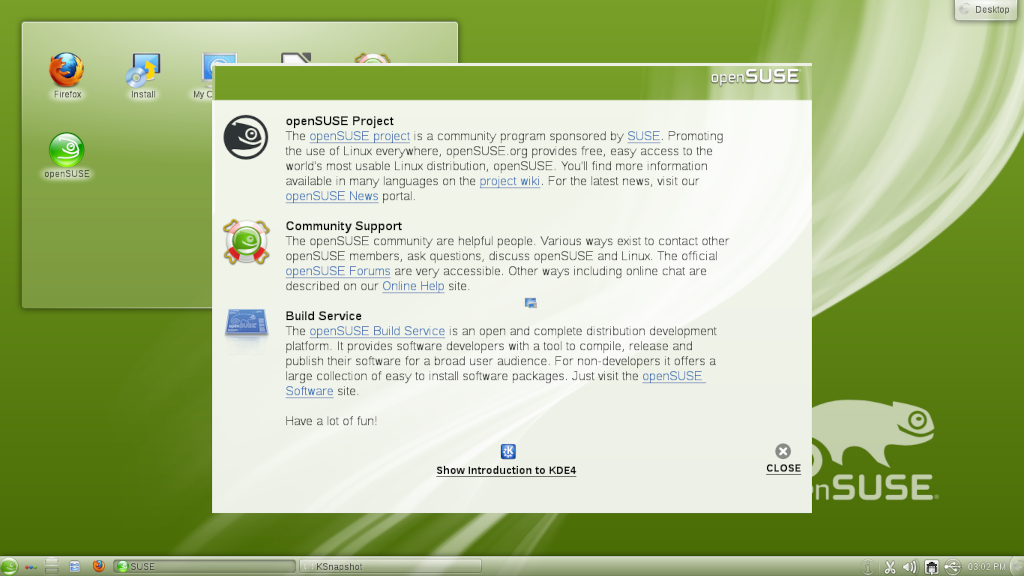 Desktop
openSUSE
Firefox
Install
My C
openSUSE
openSUSE Project
The openSUSE project is a community program sponsored by SUSE. Promoting
the use of Linux everywhere, openSUSE.org provides free, easy access to the
world's most usable Linux distribution, openSUSE. You'll find more information
available in many languages on the project wiki. For the latest news, visit our
openSUSE News portal.
Community Support
The openSUSE community are helpful people. Various ways exist to contact other
openSUSE members, ask questions, discuss openSUSE and Linux. The official
openSUSE Forums are very accessible. Other ways including online chat are
described on our Online Help site.
Build Service
The openSUSE Build Service is an open and complete distribution development
platform. It provides software developers with a tool to compile, release and
publish their software for a broad user audience. For non-developers it offers a
large collection of easy to install software packages. Just visit the openSUSE
Software site.
Have a lot of fun!
Show Introduction to KDE4
CLOSE
nSUSE
SUSE
KSnapshot
03:02 PM